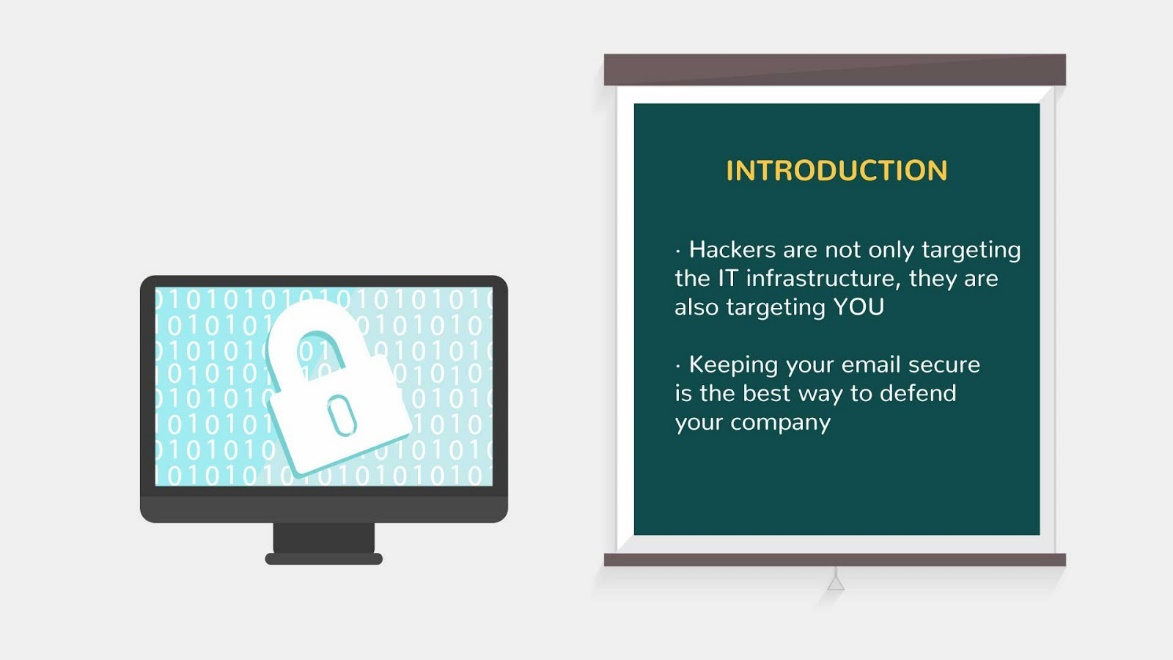 INTRODUCTION
· Hackers are not only targeting
the IT infrastructure, they are
also targeting YOU
· Keeping your email secure
is the best way to defend
your company